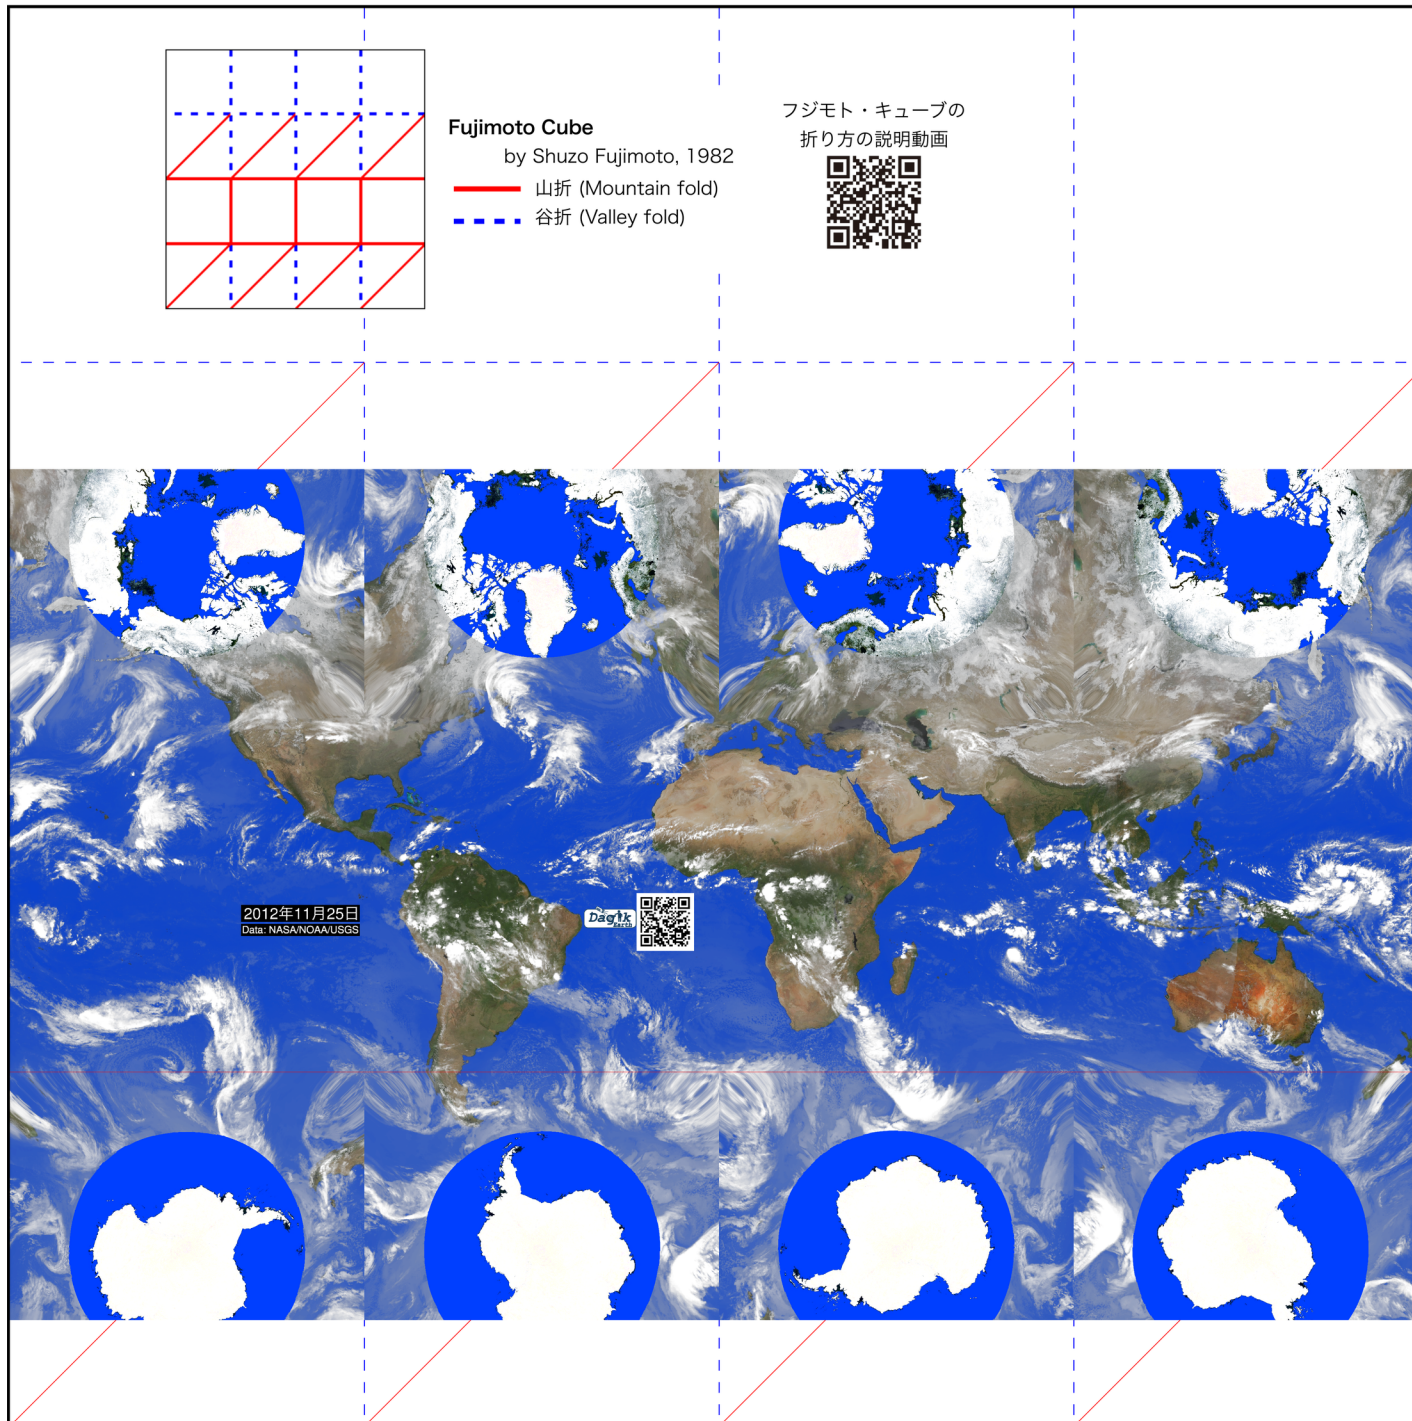 Fujimoto Cube
by Shuzo Fujimoto, 1982
山折 (Mountain fold)
谷折 (Valley fold)
フジモト・キューブの
折り方の説明動画
2012年11月25日
Data: NASA/NOAA/USGS
Dagik
Earth